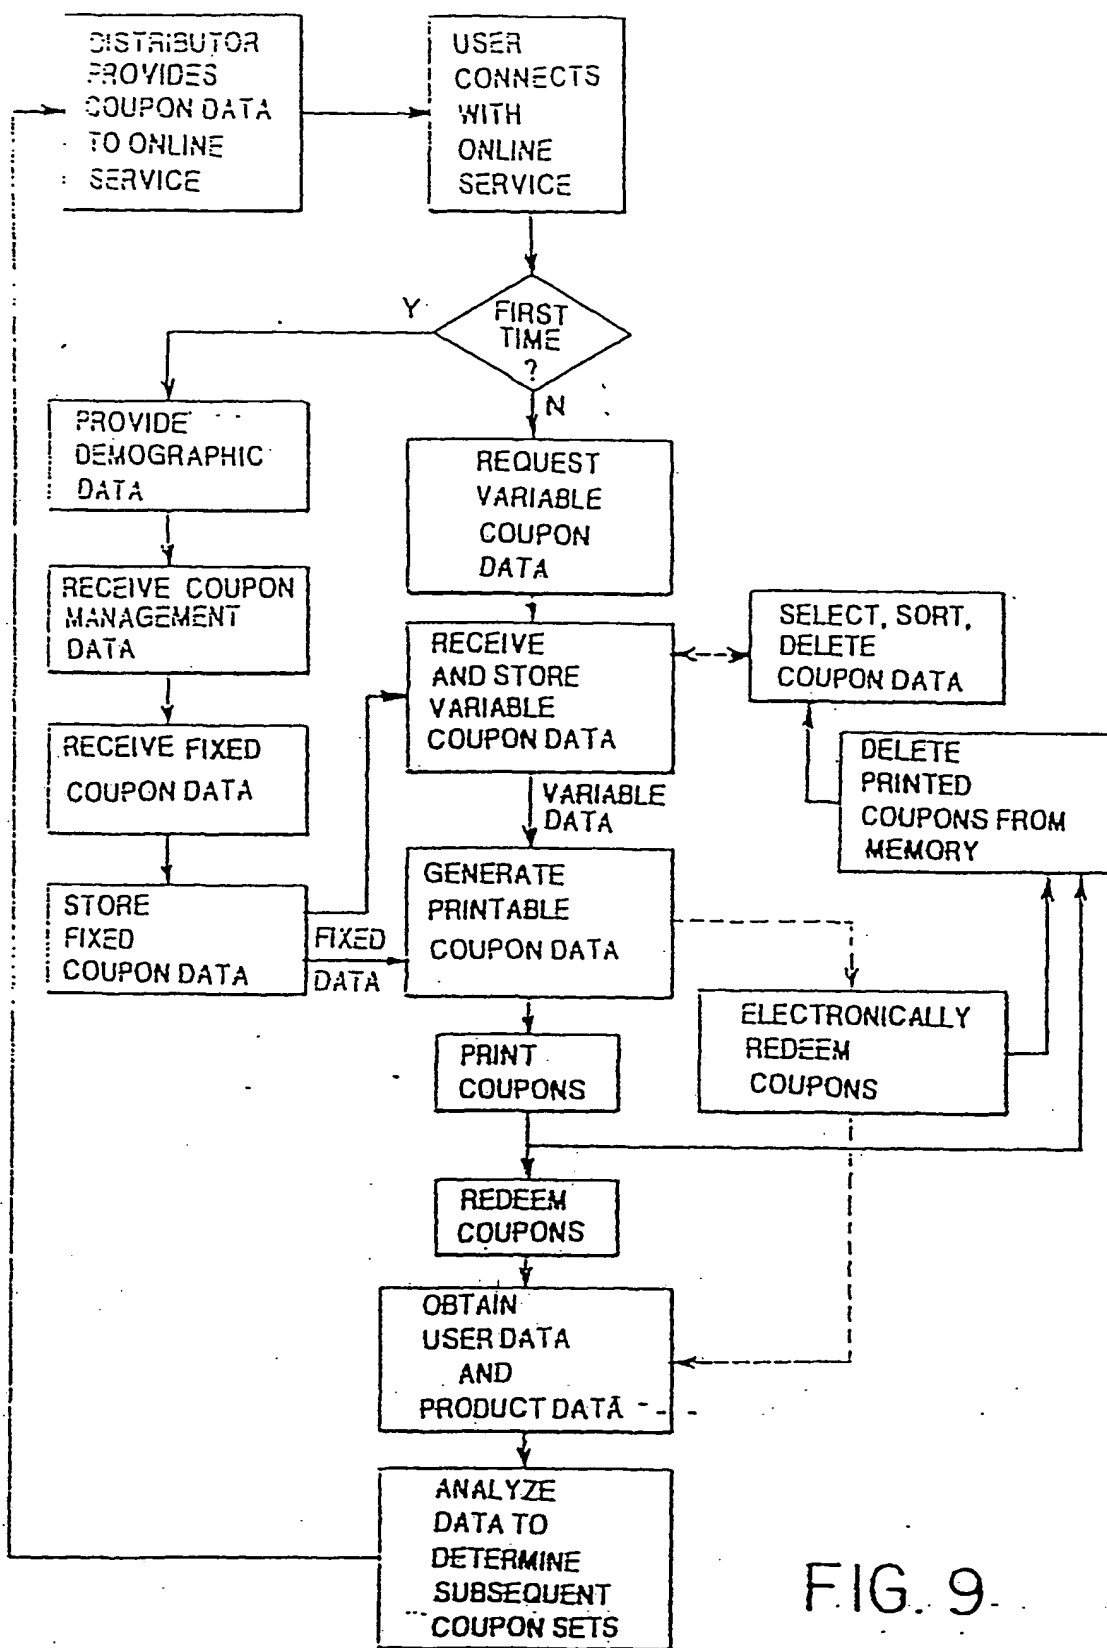 DISTRIBUTOR
PROVIDES
COUPON DATA
TO ONLINE
SERVICE
USER
CONNECTS
WITH
ONLINE
SERVICE
FIRST
TIME
?
Y
N
PROVIDE
DEMOGRAPHIC
DATA
REQUEST
VARIABLE
COUPON
DATA
RECEIVE COUPON
MANAGEMENT
DATA
RECEIVE
AND STORE
VARIABLE
COUPON DATA
SELECT, SORT,
DELETE
COUPON DATA
RECEIVE FIXED
COUPON DATA
DELETE
PRINTED
COUPONS FROM
MEMORY
VARIABLE
DATA
STORE
FIXED
COUPON DATA
FIXED
DATA
GENERATE
PRINTABLE
COUPON DATA
ELECTRONICALLY
REDEEM
COUPONS
PRINT
COUPONS
REDEEM
COUPONS
OBTAIN
USER DATA
AND
PRODUCT DATA
ANALYZE
DATA TO
DETERMINE
SUBSEQUENT
COUPON SETS
FIG. 9